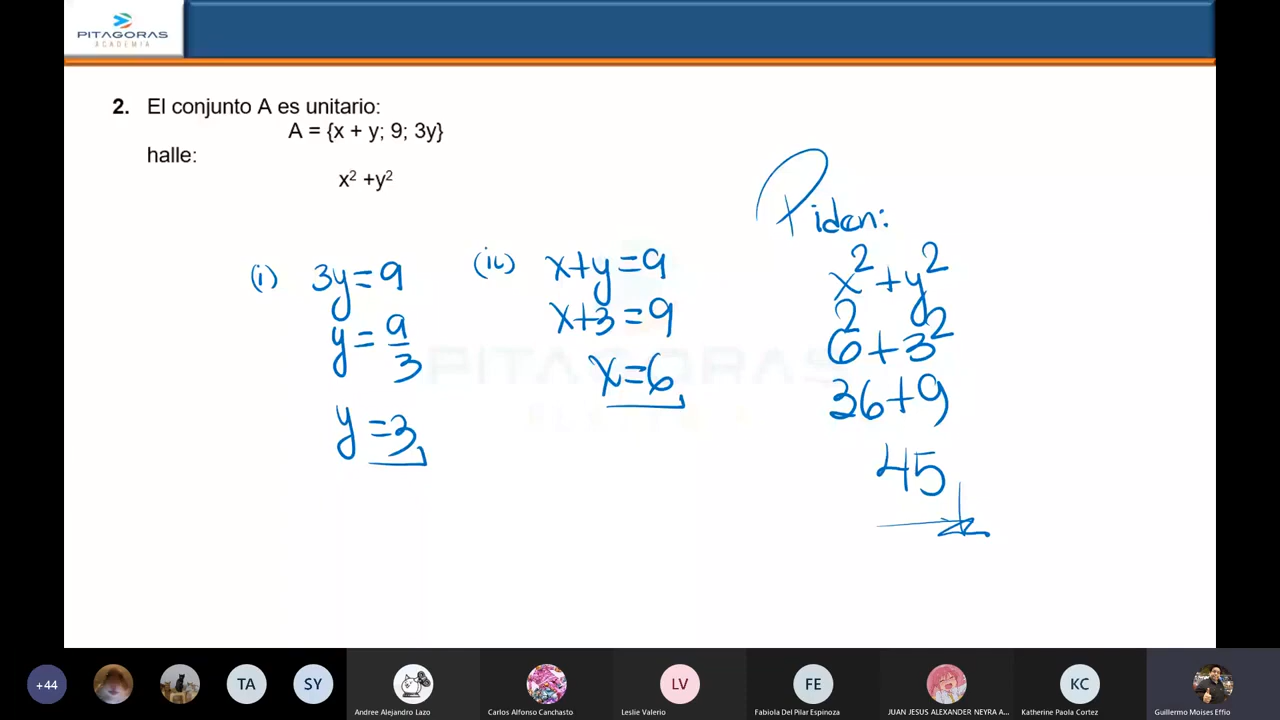 PITAGORAS
ACADEMIA
2. El conjunto A es unitario:
A = {x + y; 9; 3y}
halle:
x² +y²
(i) 3y=9
y=9/3
y=3
(ii) x+y=9
x+3=9
x=6
Piden:
x²+y²
6²+3²
36+9
45
PITAGORAS
+44
TA
SY
Andree Alejandro Lazo
Carlos Alfonso Canchasto
LV
Leslie Valerio
FE
Fabiola Del Pilar Espinoza
JUAN JESUS ALEXANDER NEYRA A...
KC
Katherine Paola Cortez
Guillermo Moises Effio